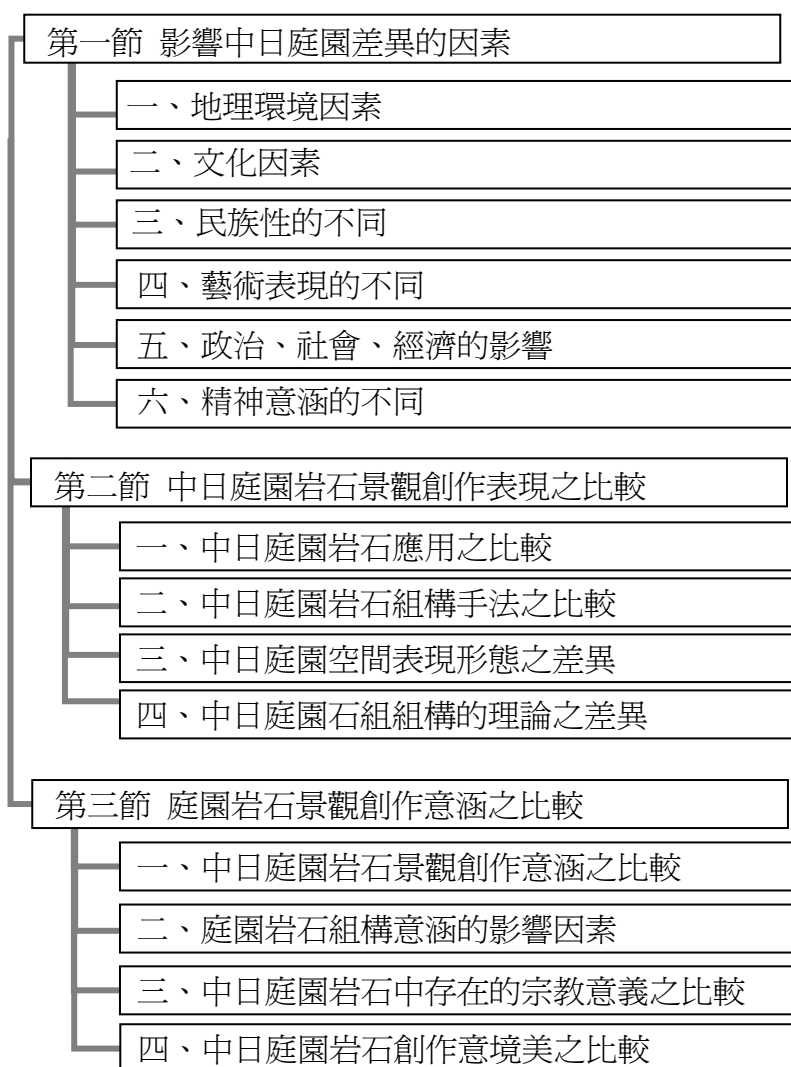 第一節 影響中日庭園差異的因素
一、地理環境因素
二、文化因素
三、民族性的不同
四、藝術表現的不同
五、政治、社會、經濟的影響
六、精神意涵的不同
第二節 中日庭園岩石景觀創作表現之比較
一、中日庭園岩石應用之比較
二、中日庭園岩石組構手法之比較
三、中日庭園空間表現形態之差異
四、中日庭園石組組構的理論之差異
第三節 庭園岩石景觀創作意涵之比較
一、中日庭園岩石景觀創作意涵之比較
二、庭園岩石組構意涵的影響因素
三、中日庭園岩石中存在的宗教意義之比較
四、中日庭園岩石創作意境美之比較